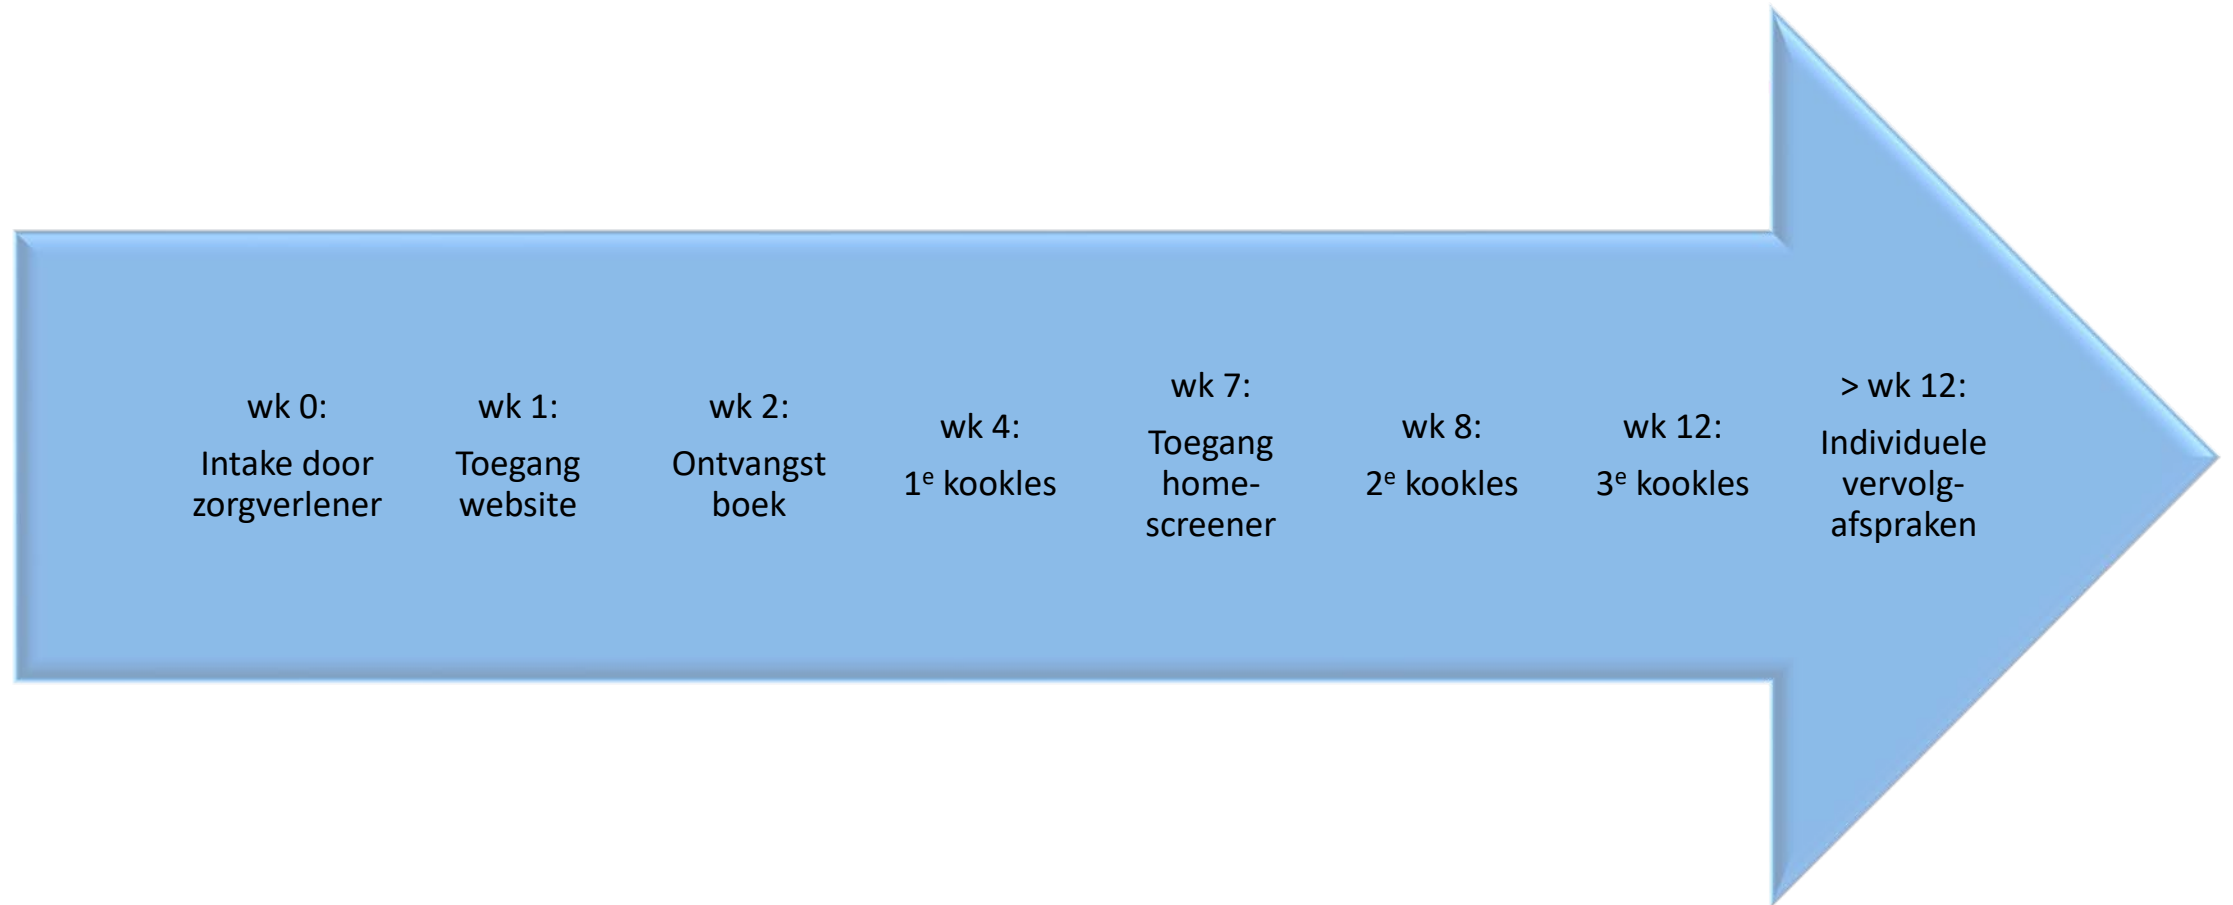 wk 0:
Intake door
zorgverlener
wk 1:
Toegang
website
wk 2:
Ontvangst
boek
wk 4:
1e kookles
wk 7:
Toegang
home-
screener
wk 8:
2e kookles
wk 12:
3e kookles
> wk 12:
Individuele
vervolg-
afspraken